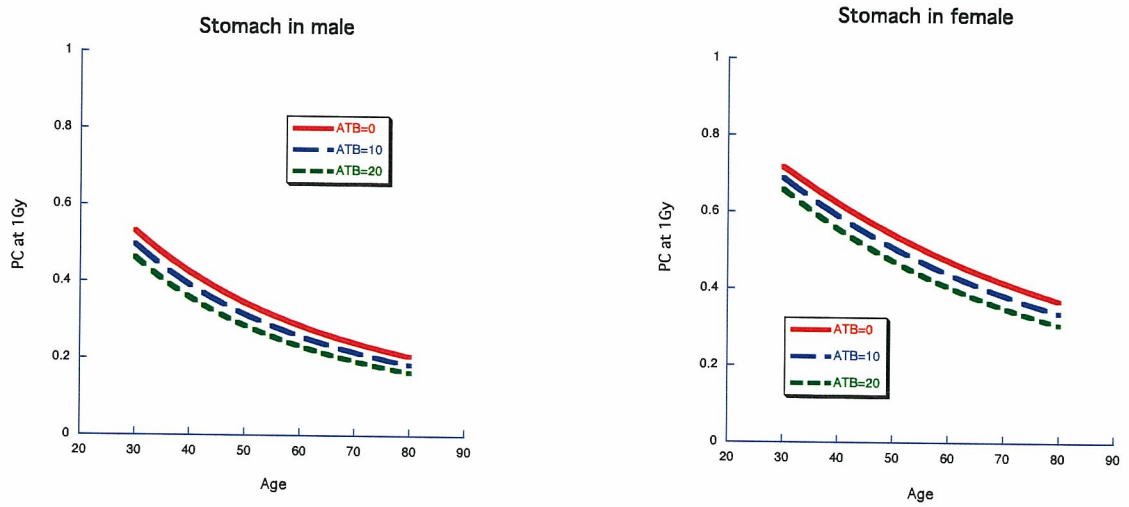 Stomach in male
PC at 1Gy
1
0.8
0.6
0.4
0.2
0
20 30 40 50 60 70 80 90
Age
ATB=0
ATB=10
ATB=20
Stomach in female
PC at 1Gy
1
0.8
0.6
0.4
0.2
0
20 30 40 50 60 70 80 90
Age
ATB=0
ATB=10
ATB=20